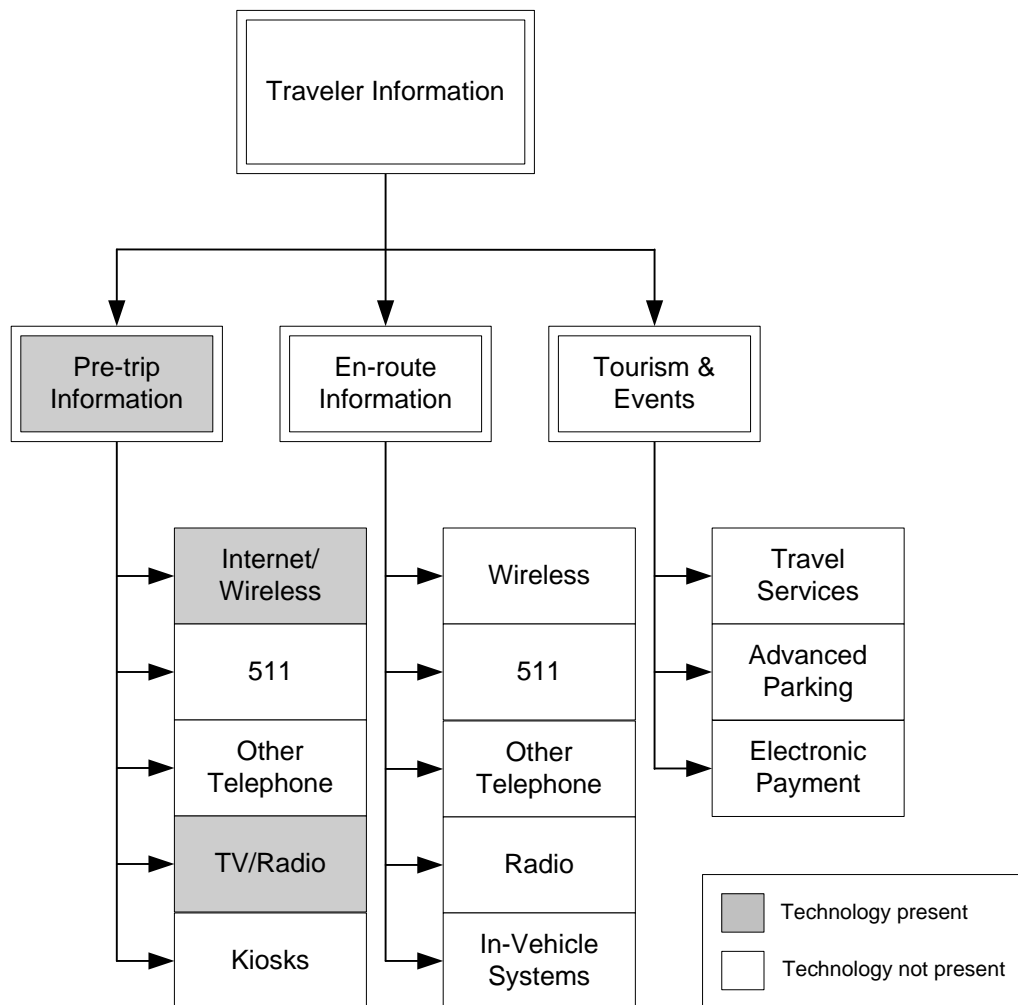 Traveler Information
Pre-trip
Information
En-route
Information
Tourism &
Events
Internet/
Wireless
511
Other
Telephone
TV/Radio
Kiosks
Wireless
511
Other
Telephone
Radio
In-Vehicle
Systems
Travel
Services
Advanced
Parking
Electronic
Payment
Technology present
Technology not present